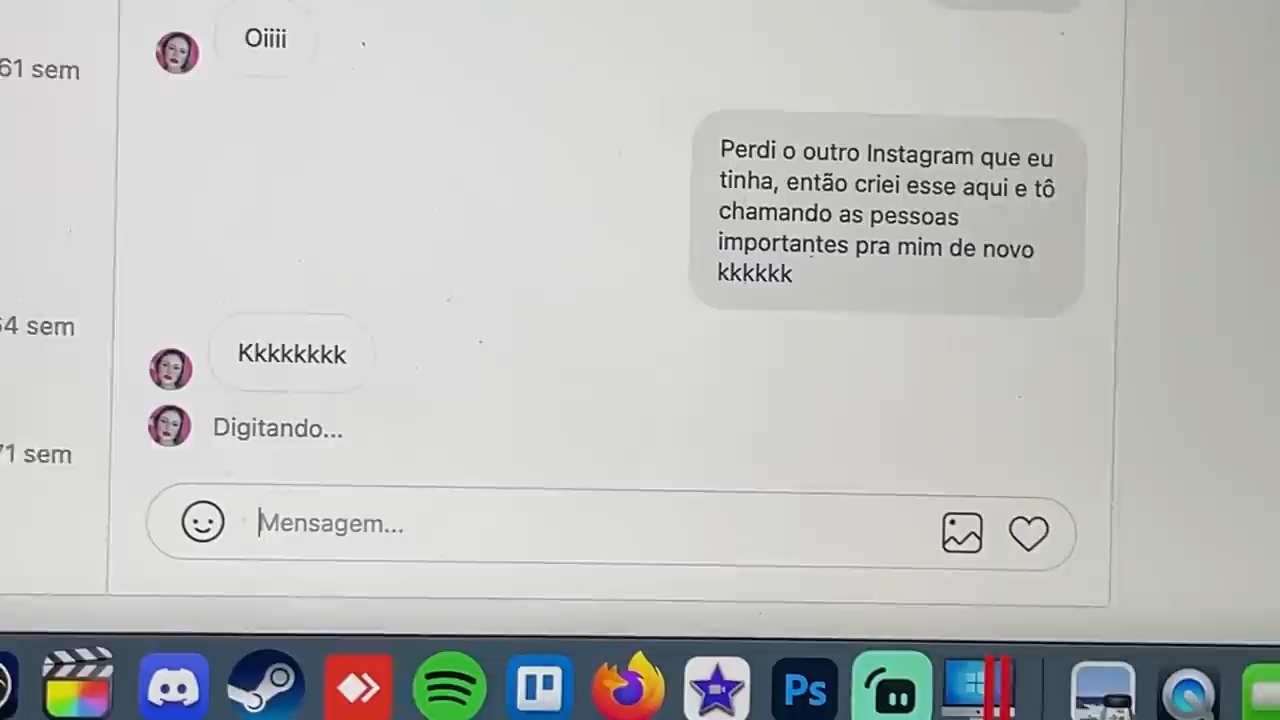 Oiiii
61 sem
Perdi o outro Instagram que eu
tinha, então criei esse aqui e tô
chamando as pessoas
importantes pra mim de novo
kkkkkk
64 sem
Kkkkkkkk
Digitando...
71 sem
Mensagem...
Ps